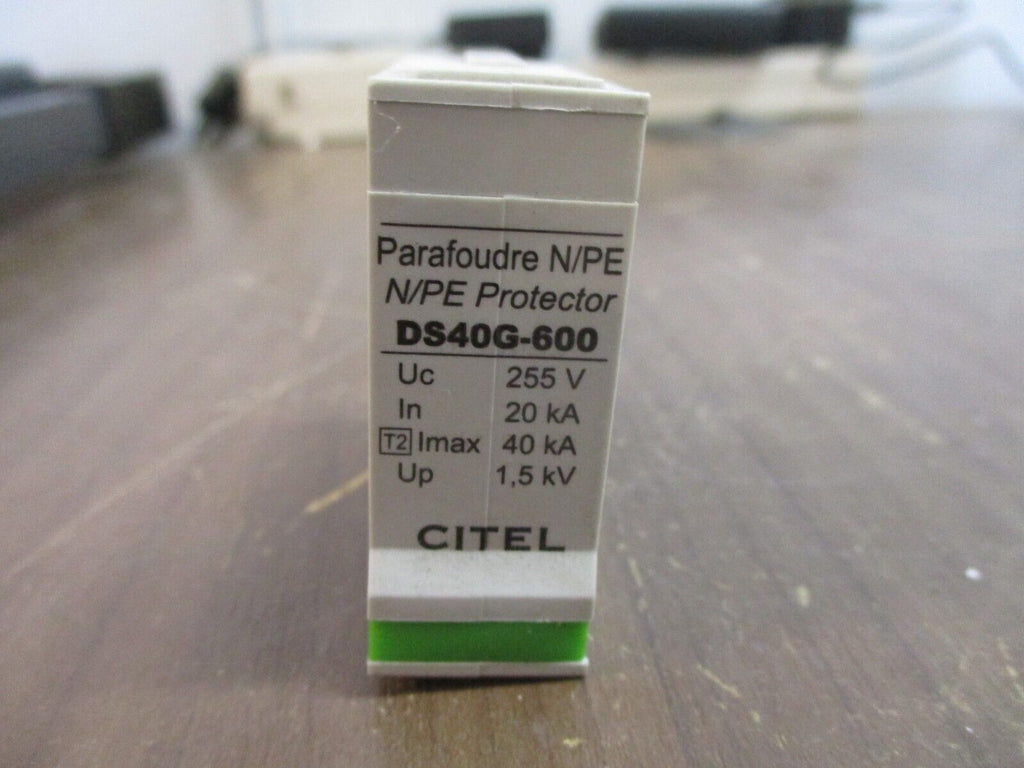 Parafoudre N/PE
N/PE Protector
DS40G-600
Uc 255 V
In 20 kA
T2 Imax 40 kA
Up 1,5 kV
CITEL